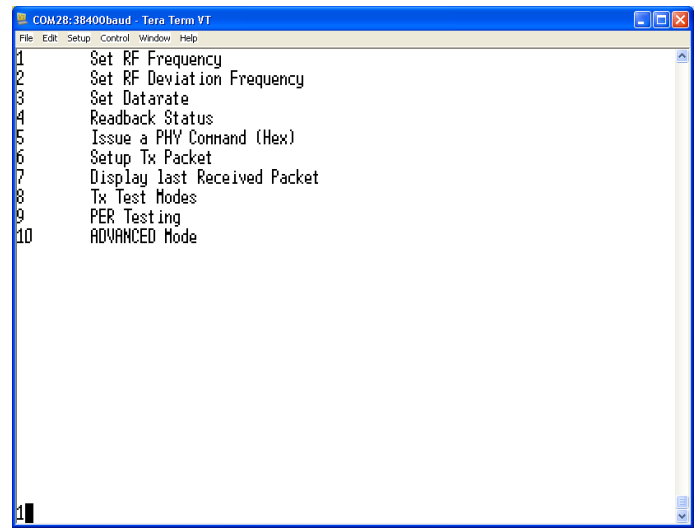 COM28:38400baud - Tera Term VT
File Edit Setup Control Window Help
1 Set RF Frequency
2 Set RF Deviation Frequency
3 Set Datarate
4 Readback Status
5 Issue a PHY Command (Hex)
6 Setup Tx Packet
7 Display last Received Packet
8 Tx Test Modes
9 PER Testing
10 ADVANCED Mode
1